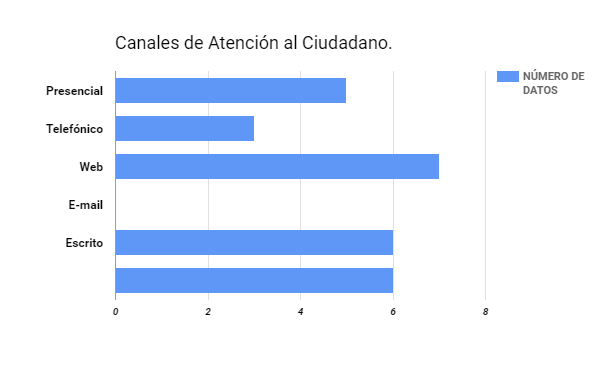 Canales de Atención al Ciudadano.
NÚMERO DE
DATOS
Presencial
Telefónico
Web
E-mail
Escrito
0 2 4 6 8